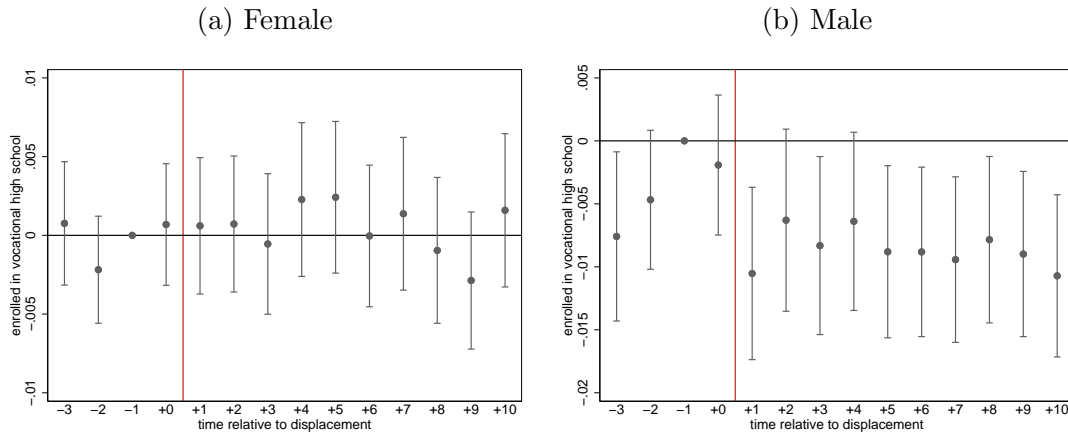 (a) Female
enrolled in vocational high school
.01
.005
0
-.005
-.01
−3 −2 −1 +0 +1 +2 +3 +4 +5 +6 +7 +8 +9 +10
time relative to displacement
(b) Male
enrolled in vocational high school
.005
0
-.005
-.01
-.015
-.02
−3 −2 −1 +0 +1 +2 +3 +4 +5 +6 +7 +8 +9 +10
time relative to displacement